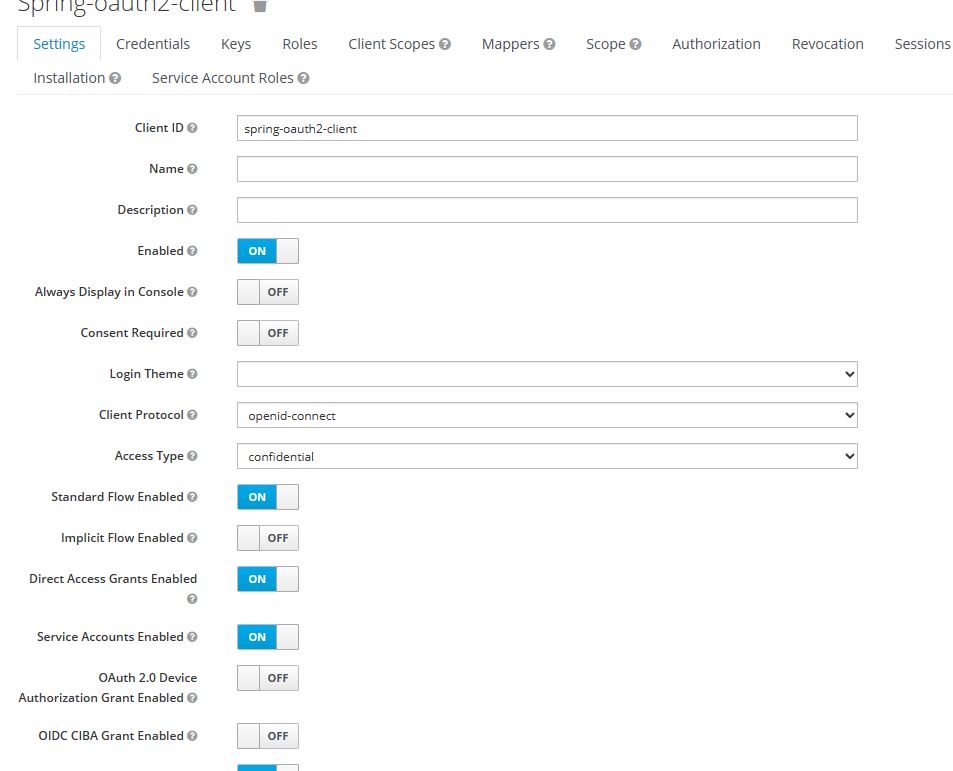 Spring-oauth2-client
Settings Credentials Keys Roles Client Scopes Mappers Scope Authorization Revocation Sessions
Installation Service Account Roles
Client ID spring-oauth2-client
Name
Description
Enabled ON
Always Display in Console OFF
Consent Required OFF
Login Theme
Client Protocol openid-connect
Access Type confidential
Standard Flow Enabled ON
Implicit Flow Enabled OFF
Direct Access Grants Enabled ON
Service Accounts Enabled ON
OAuth 2.0 Device
Authorization Grant Enabled OFF
OIDC CIBA Grant Enabled OFF